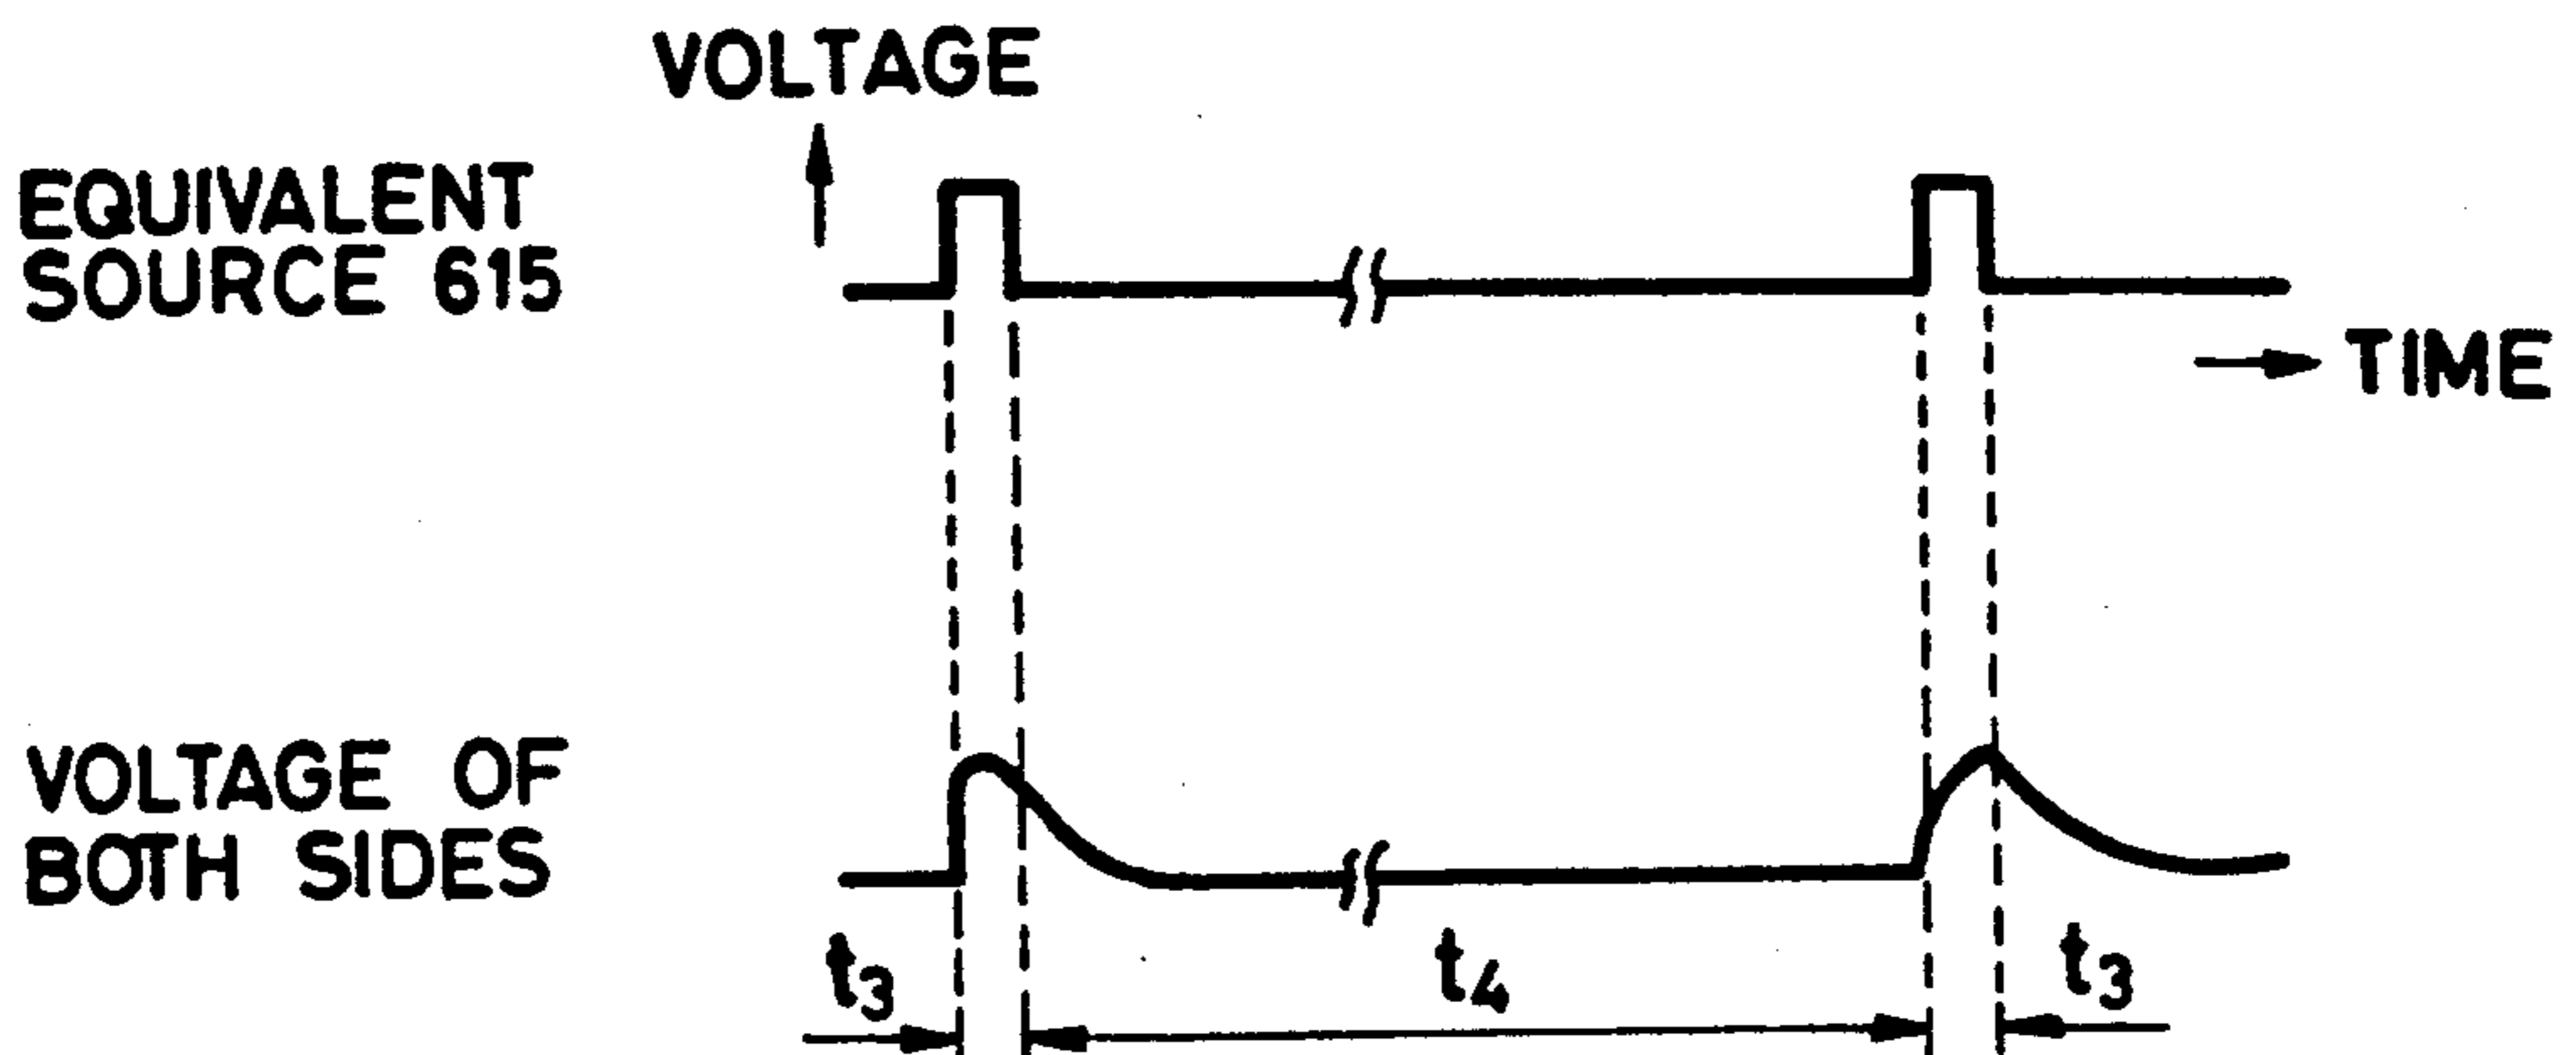 VOLTAGE
EQUIVALENT
SOURCE 615
TIME
VOLTAGE OF
BOTH SIDES
t3
t4
t3